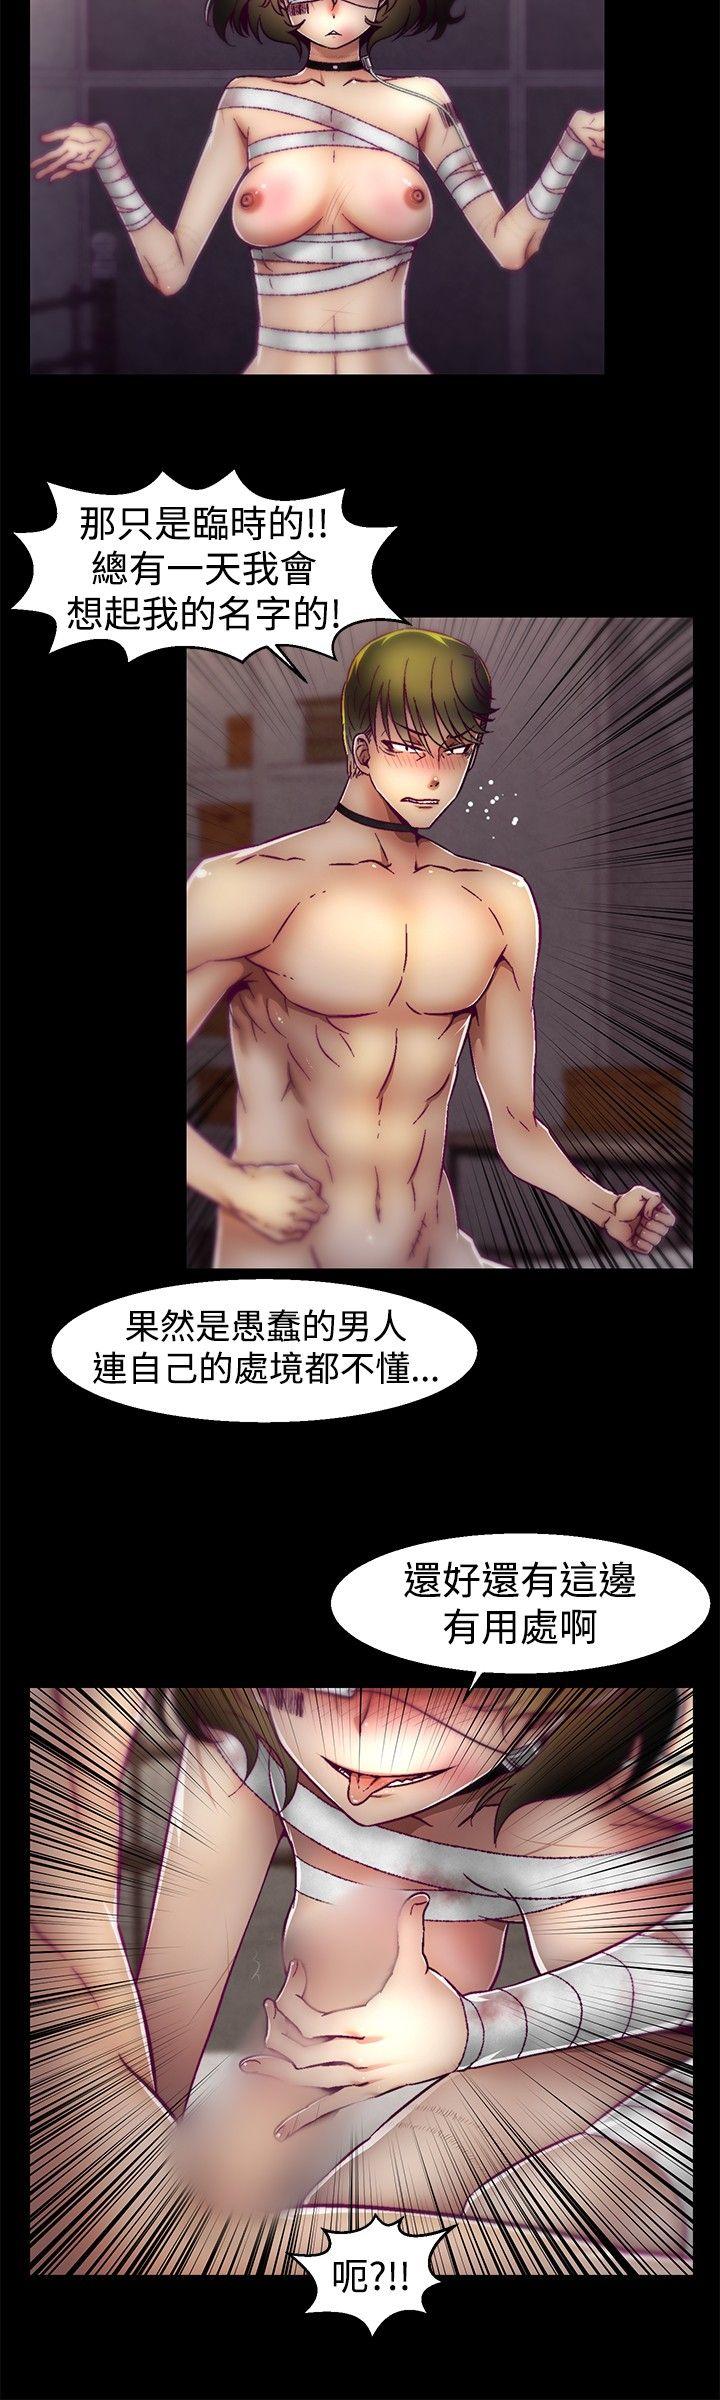 那只是臨時的!!
總有一天我會
想起我的名字的!
果然是愚蠢的男人
連自己的處境都不懂...
還好還有這邊
有用處啊
呃?!!